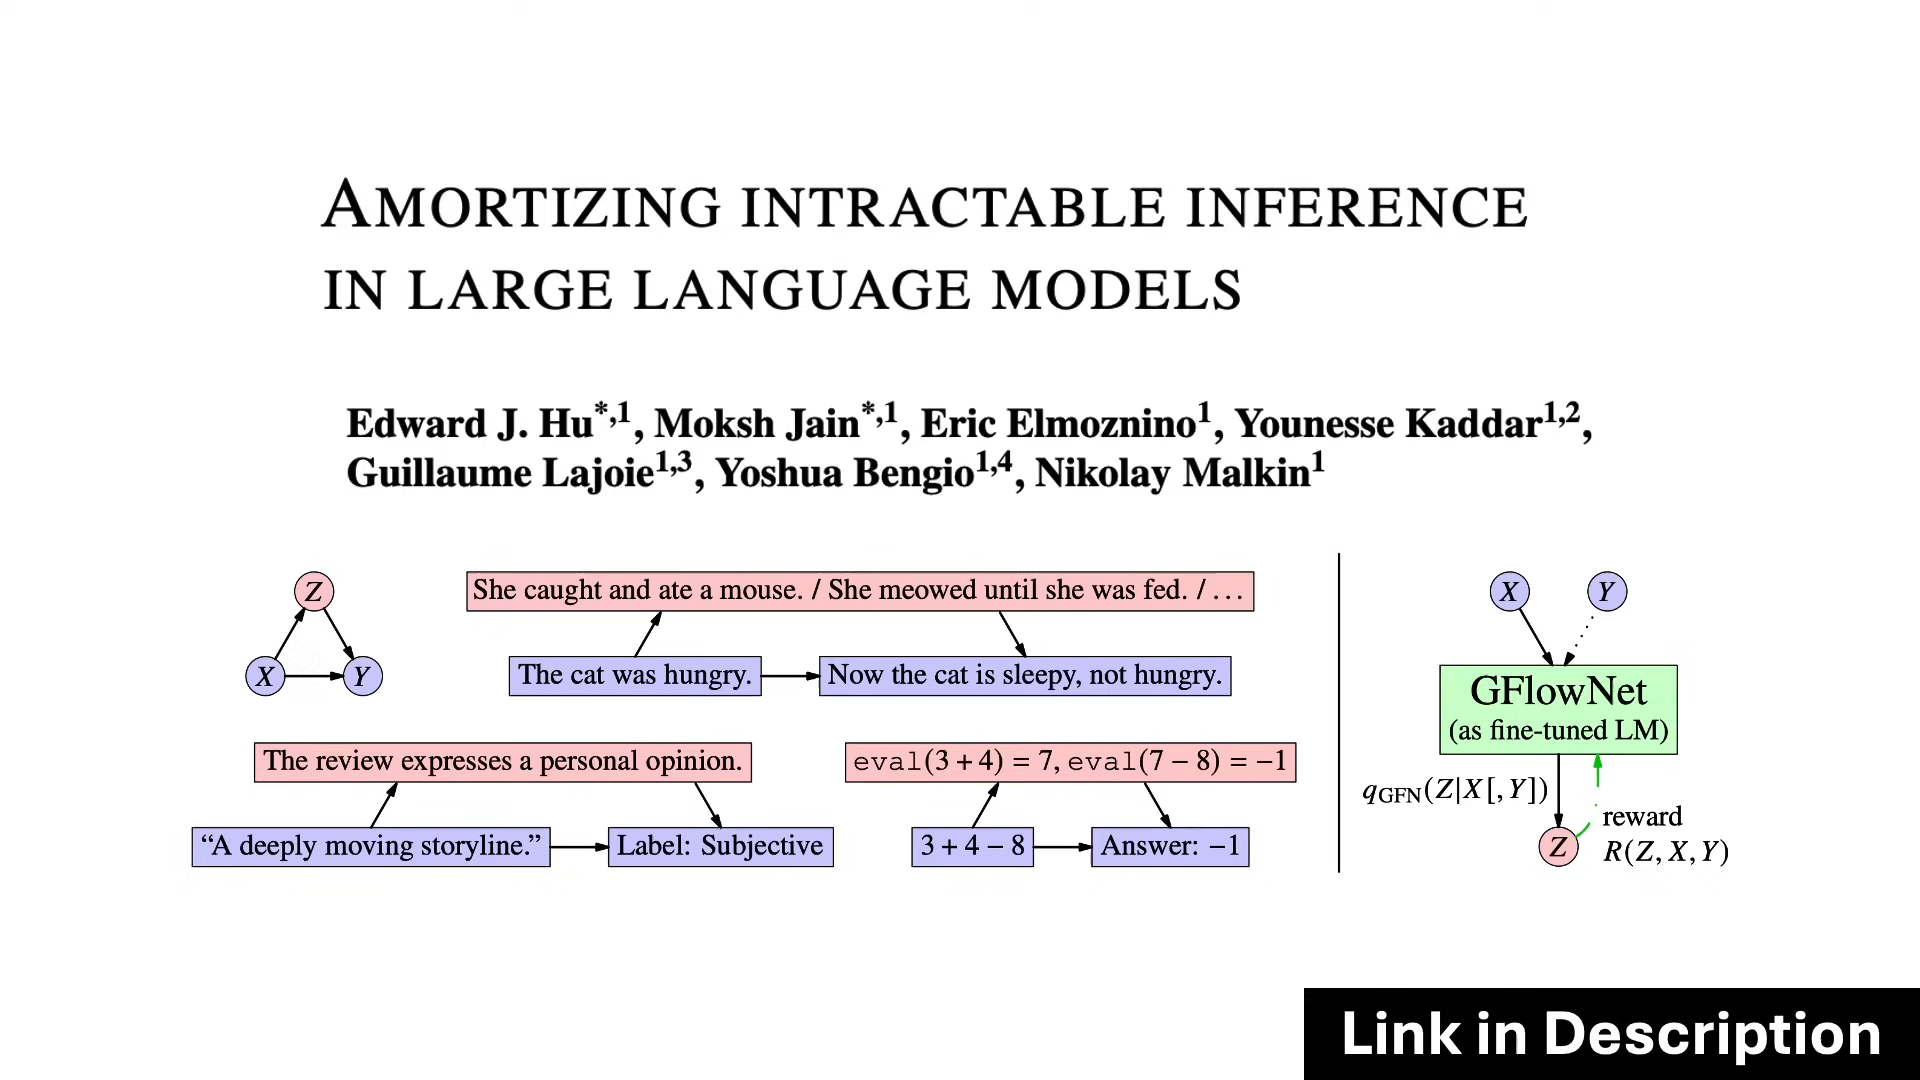 AMORTIZING INTRACTABLE INFERENCE
IN LARGE LANGUAGE MODELS
Edward J. Hu*,1, Moksh Jain*,1, Eric Elmoznino1, Younesse Kaddar1,2,
Guillaume Lajoie1,3, Yoshua Bengio1,4, Nikolay Malkin1
Z
X
Y
She caught and ate a mouse. / She meowed until she was fed. / …
The cat was hungry.
Now the cat is sleepy, not hungry.
The review expresses a personal opinion.
“A deeply moving storyline.”
Label: Subjective
eval(3 + 4) = 7, eval(7 − 8) = −1
3 + 4 − 8
Answer: −1
X
Y
GFlowNet
(as fine-tuned LM)
qGFN(Z|X[, Y])
reward
R(Z, X, Y)
Z
Link in Description